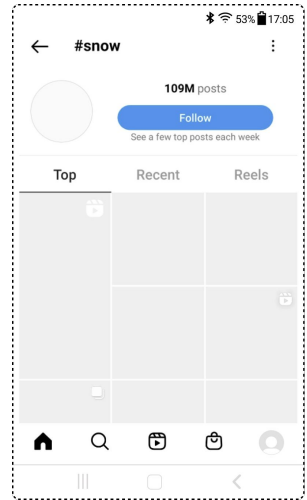 53% 17:05
#snow
109M posts
Follow
See a few top posts each week
Top Recent Reels